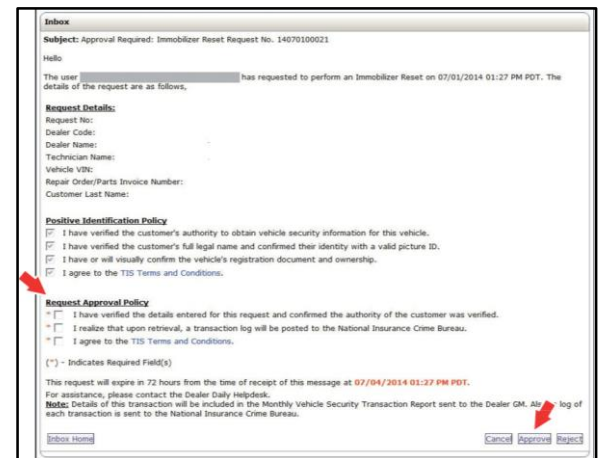 Inbox
Subject: Approval Required: Immobilizer Reset Request No. 14070100021
Hello
The user has requested to perform an Immobilizer Reset on 07/01/2014 01:27 PM PDT. The
details of the request are as follows,
Request Details:
Request No:
Dealer Code:
Dealer Name:
Technician Name:
Vehicle VIN:
Repair Order/Parts Invoice Number:
Customer Last Name:
Positive Identification Policy
I have verified the customer's authority to obtain vehicle security information for this vehicle.
I have verified the customer's full legal name and confirmed their identity with a valid picture ID.
I have or will visually confirm the vehicle's registration document and ownership.
I agree to the TIS Terms and Conditions.
Request Approval Policy
* I have verified the details entered for this request and confirmed the authority of the customer was verified.
* I realize that upon retrieval, a transaction log will be posted to the National Insurance Crime Bureau.
* I agree to the TIS Terms and Conditions.
(*) - Indicates Required Field(s)
This request will expire in 72 hours from the time of receipt of this message at 07/04/2014 01:27 PM PDT.
For assistance, please contact the Dealer Daily Helpdesk.
Note: Details of this transaction will be included in the Monthly Vehicle Security Transaction Report sent to the Dealer GM. log of
each transaction is sent to the National Insurance Crime Bureau.
Inbox Home Cancel Approve Reject